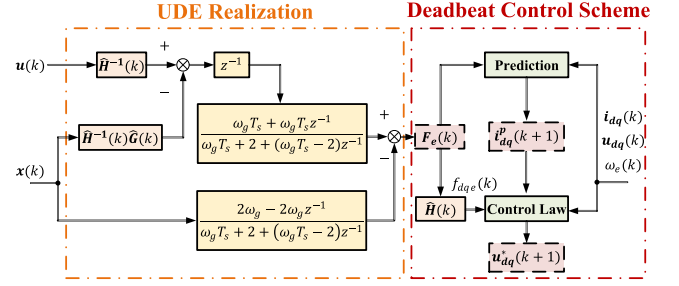 UDE Realization
Deadbeat Control Scheme
u(k)
Ĥ⁻¹(k)
+
−
z⁻¹
Ĥ⁻¹(k)Ĝ(k)
x(k)
ω_g T_s + ω_g T_s z⁻¹
ω_g T_s + 2 + (ω_g T_s − 2)z⁻¹
2ω_g − 2ω_g z⁻¹
ω_g T_s + 2 + (ω_g T_s − 2)z⁻¹
+
−
F_e(k)
Prediction
i^p_dq(k + 1)
f_dqe(k)
Ĥ(k)
Control Law
u*_dq(k + 1)
i_dq(k)
u_dq(k)
ω_e(k)